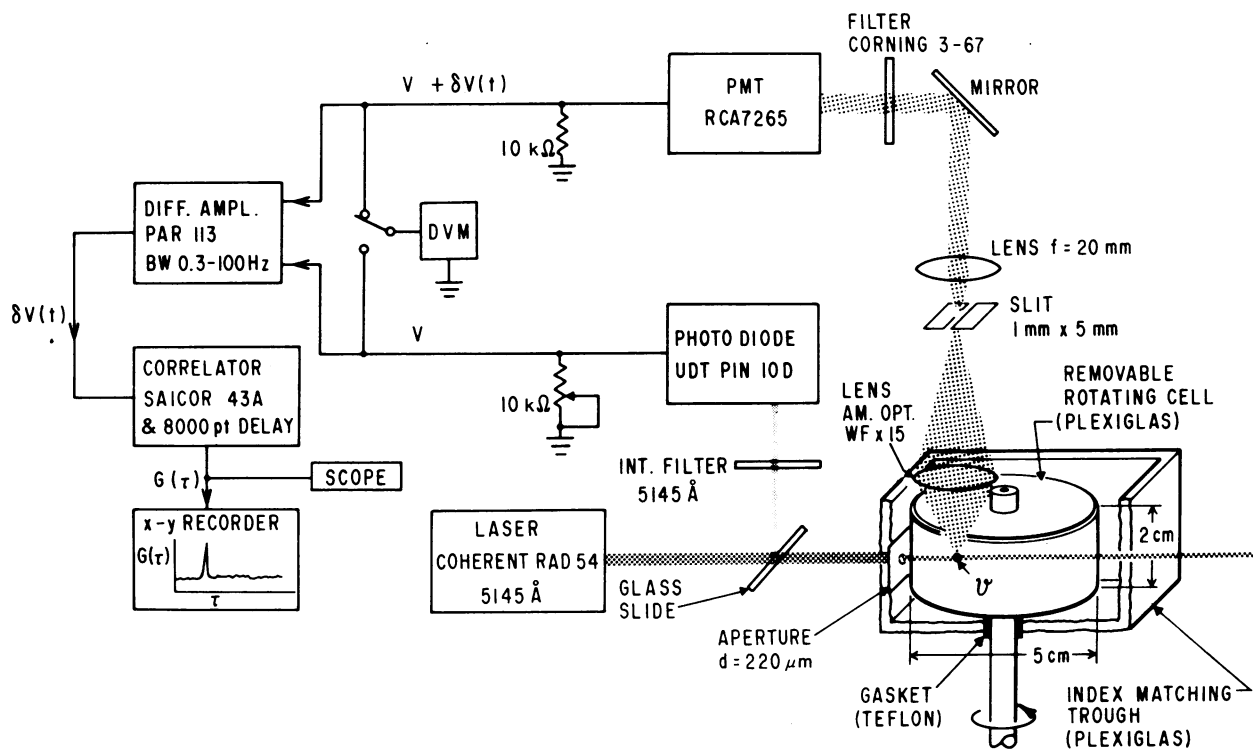 FILTER
CORNING 3-67
MIRROR
PMT
RCA7265
V + δV(t)
10 kΩ
DIFF. AMPL.
PAR 113
BW 0.3-100Hz
DVM
LENS f = 20 mm
SLIT
1mm x 5 mm
δV(t)
V
PHOTO DIODE
UDT PIN 10D
10 kΩ
CORRELATOR
SAICOR 43A
& 8000 pt DELAY
LENS
AM. OPT.
WF x 15
REMOVABLE
ROTATING CELL
(PLEXIGLAS)
G(τ)
SCOPE
INT. FILTER
5145 Å
x-y RECORDER
G(τ)
τ
LASER
COHERENT RAD 54
5145 Å
GLASS
SLIDE
2 cm
v
APERTURE
d = 220 μm
5 cm
GASKET
(TEFLON)
INDEX MATCHING
TROUGH
(PLEXIGLAS)